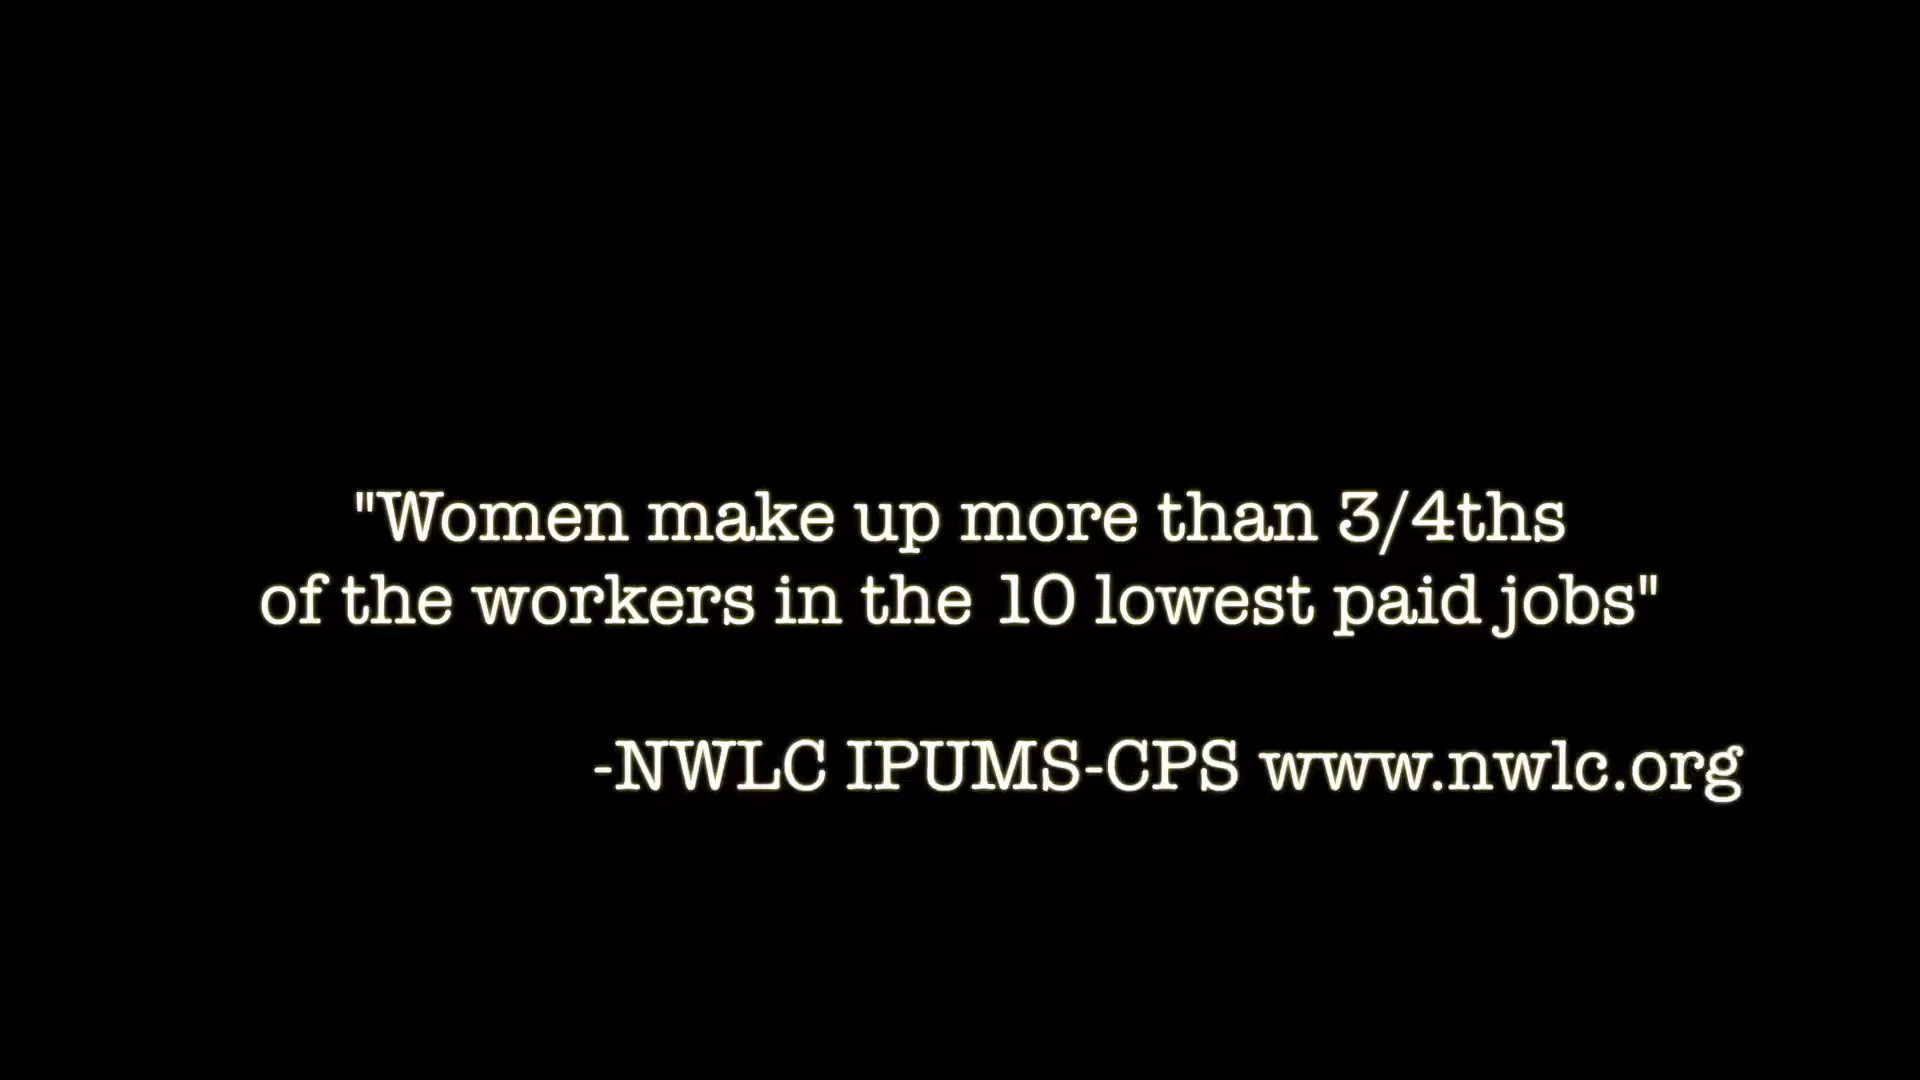 "Women make up more than 3/4ths
of the workers in the 10 lowest paid jobs"
-NWLC IPUMS-CPS www.nwlc.org